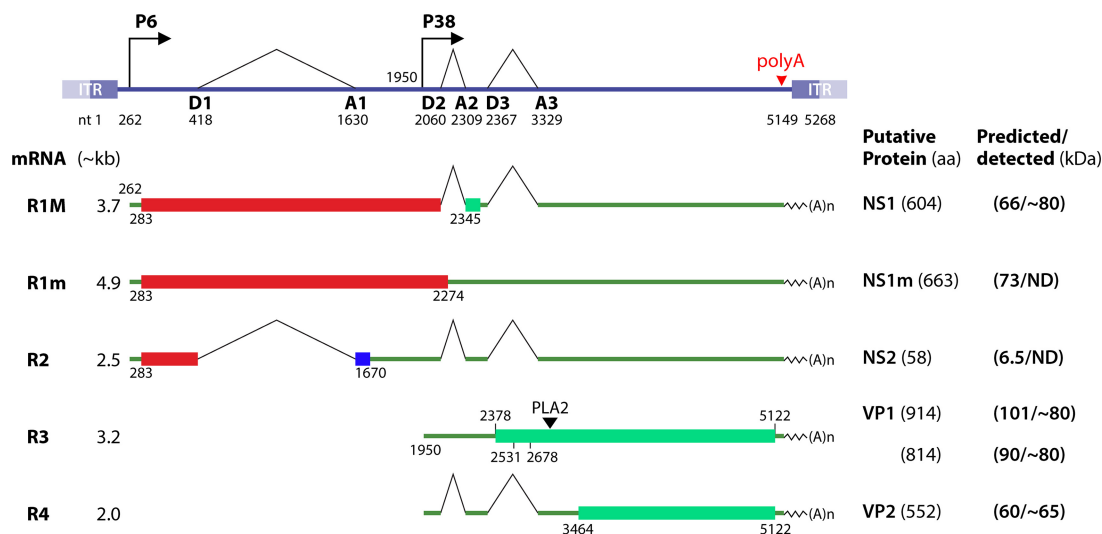 P6 P38
1950
polyA
ITR ITR
D1 A1 D2 A2 D3 A3
nt 1 262 418 1630 2060 2309 2367 3329 5149 5268
Putative Predicted/
mRNA (~kb) Protein (aa) detected (kDa)
262
R1M 3.7 (A)n NS1 (604) (66/~80)
283 2345
R1m 4.9 (A)n NS1m (663) (73/ND)
283 2274
R2 2.5 (A)n NS2 (58) (6.5/ND)
283 1670
2378 PLA2 5122 VP1 (914) (101/~80)
R3 3.2 (A)n
1950 2531 2678 (814) (90/~80)
R4 2.0 (A)n VP2 (552) (60/~65)
3464 5122